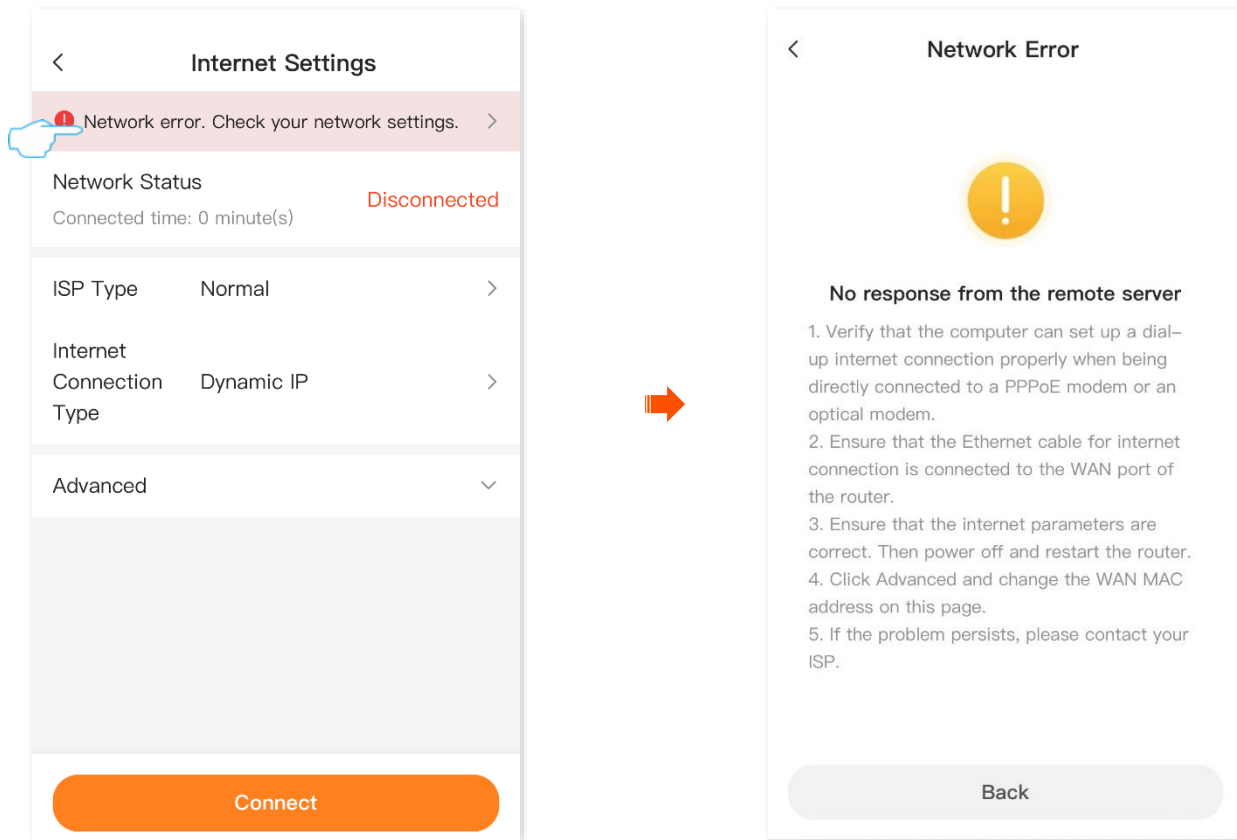 Internet Settings
Network error. Check your network settings.
Network Status
Connected time: 0 minute(s)
Disconnected
ISP Type Normal
Internet
Connection Dynamic IP
Type
Advanced
Connect
Network Error
No response from the remote server
1. Verify that the computer can set up a dial-
up internet connection properly when being
directly connected to a PPPoE modem or an
optical modem.
2. Ensure that the Ethernet cable for internet
connection is connected to the WAN port of
the router.
3. Ensure that the internet parameters are
correct. Then power off and restart the router.
4. Click Advanced and change the WAN MAC
address on this page.
5. If the problem persists, please contact your
ISP.
Back